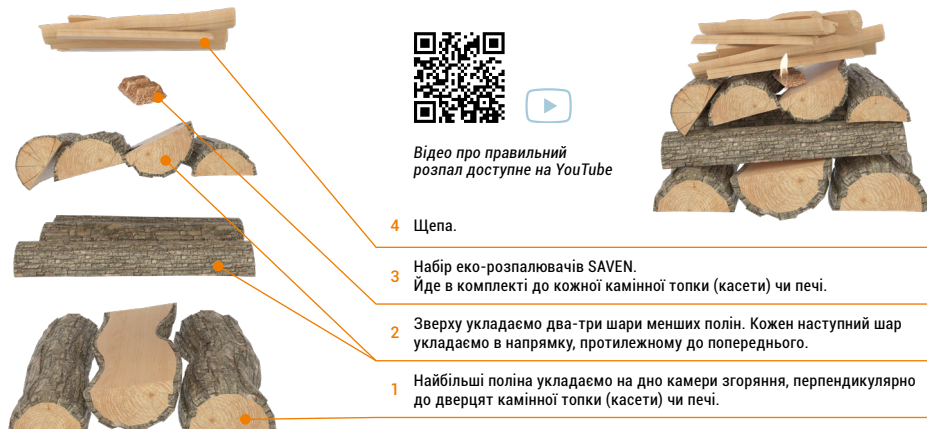 Відео про правильний
розпал доступне на YouTube
4 Щепа.
3 Набір еко-розпалювачів SAVEN.
Йде в комплекті до кожної камінної топки (касети) чи печі.
2 Зверху укладаємо два-три шари менших полін. Кожен наступний шар
укладаємо в напрямку, протилежному до попереднього.
1 Найбільші поліна укладаємо на дно камери згоряння, перпендикулярно
до дверцят камінної топки (касети) чи печі.